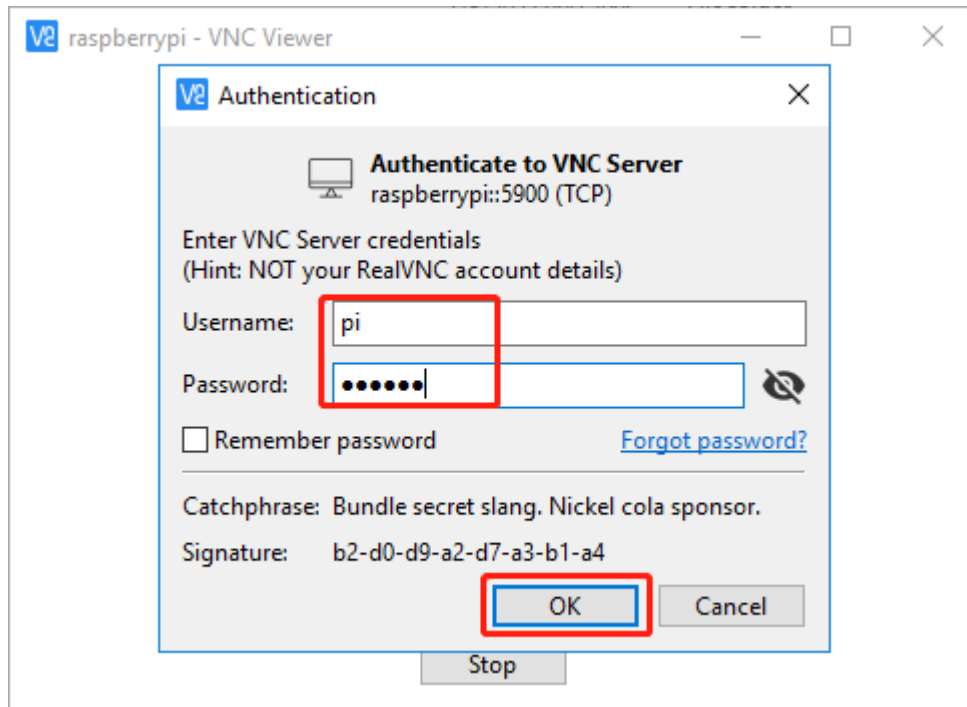 raspberrypi - VNC Viewer
Authentication
Authenticate to VNC Server
raspberrypi::5900 (TCP)
Enter VNC Server credentials
(Hint: NOT your RealVNC account details)
Username: pi
Password: ●●●●●●
Remember password Forgot password?
Catchphrase: Bundle secret slang. Nickel cola sponsor.
Signature: b2-d0-d9-a2-d7-a3-b1-a4
OK Cancel
Stop